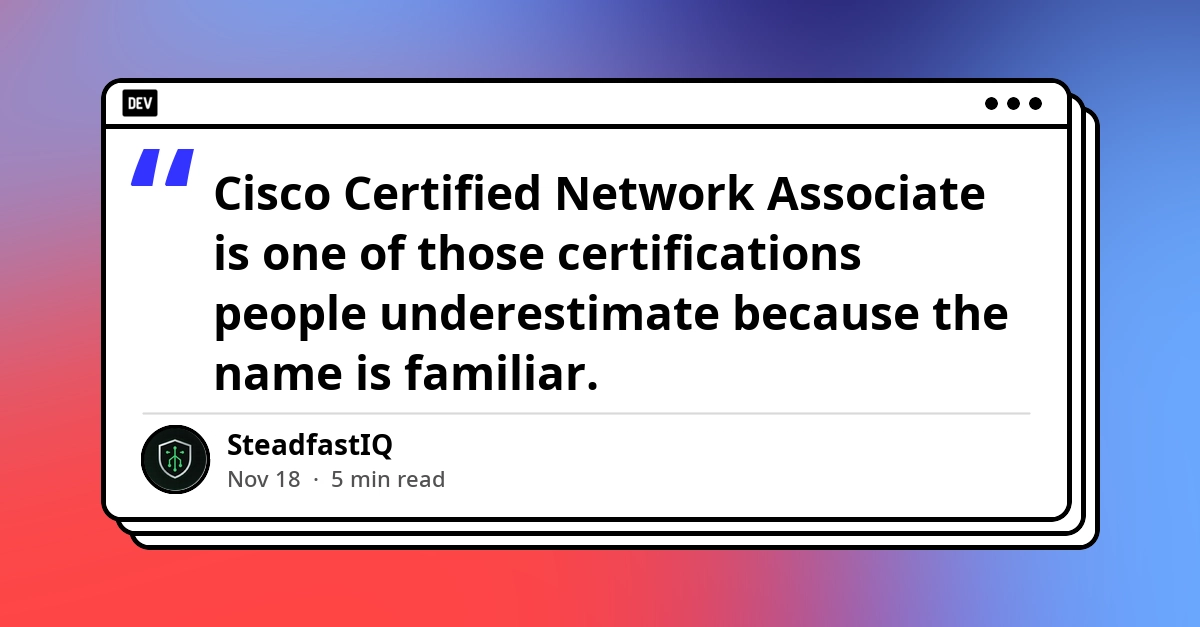 DEV
Cisco Certified Network Associate
is one of those certifications
people underestimate because the
name is familiar.
SteadfastIQ
Nov 18 · 5 min read